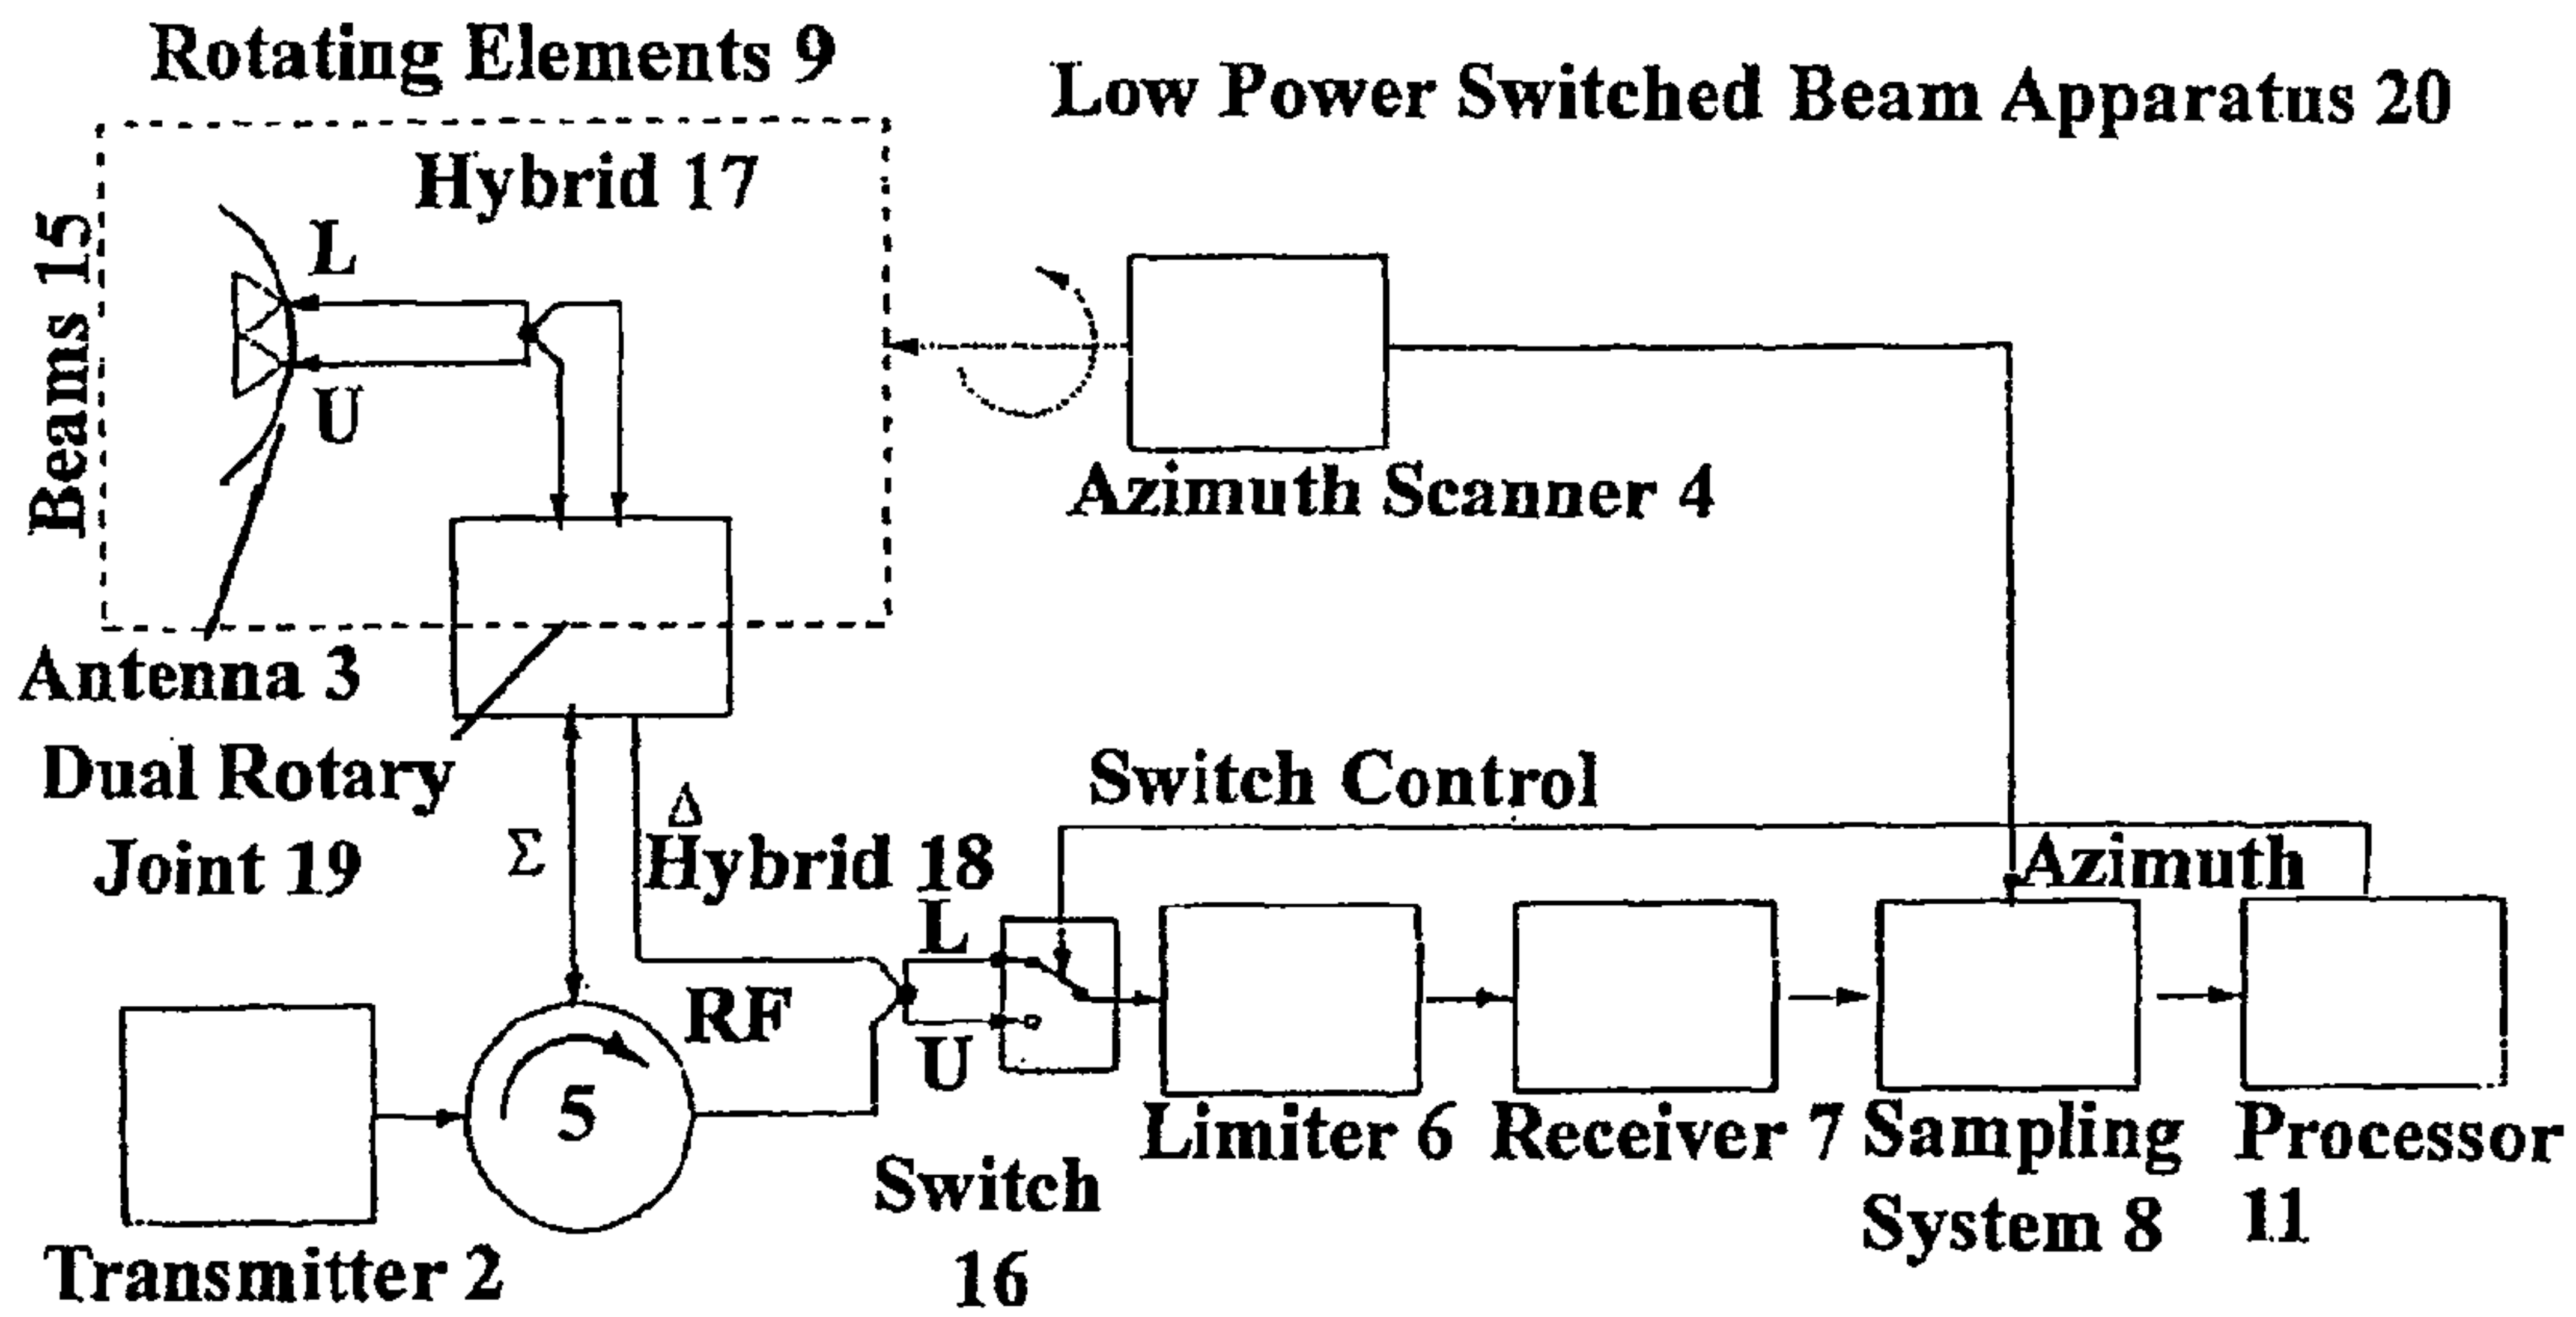 Rotating Elements 9
Low Power Switched Beam Apparatus 20
Hybrid 17
Beams 15
L
U
Azimuth Scanner 4
Antenna 3
Dual Rotary
Joint 19
Σ
Δ
Hybrid 18
Switch Control
Azimuth
L
U
RF
5
Transmitter 2
Switch
16
Limiter 6
Receiver 7
Sampling
System 8
Processor
11